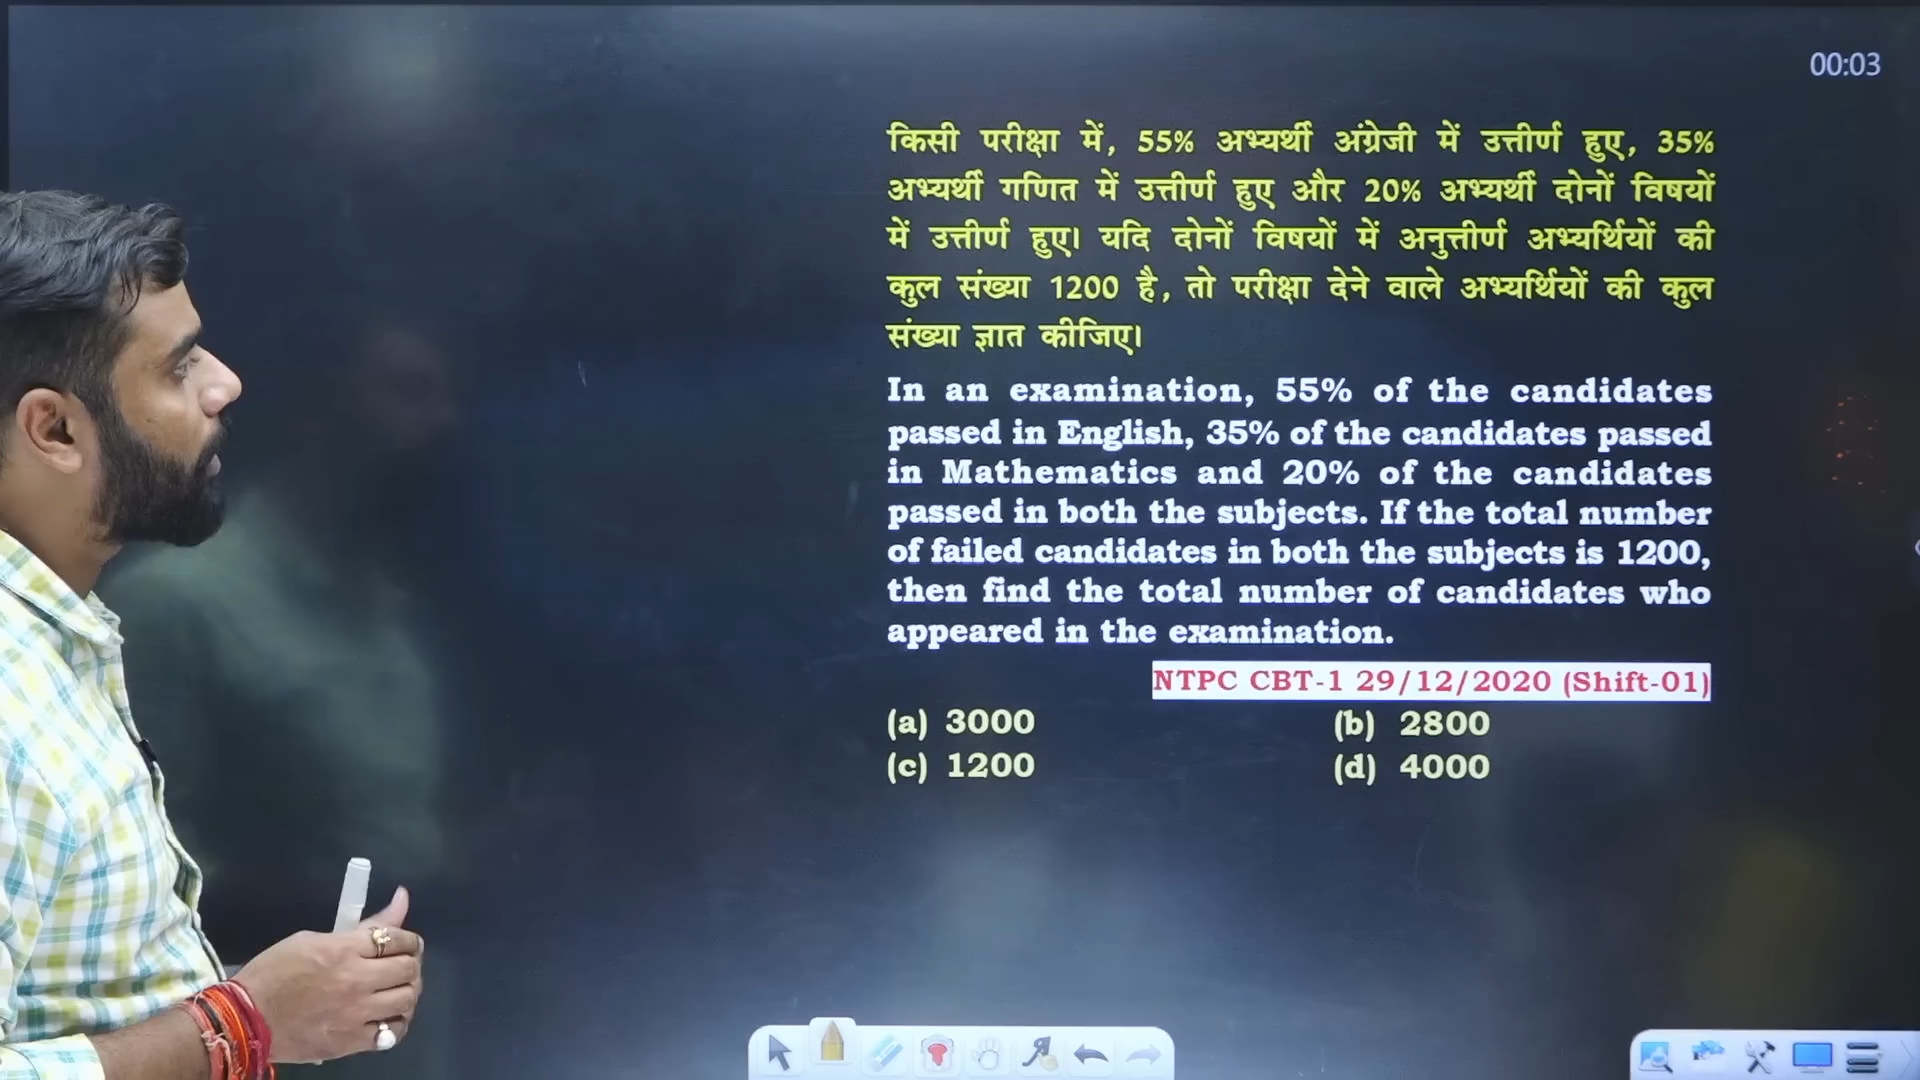 00:03
किसी परीक्षा में, 55% अभ्यर्थी अंग्रेजी में उत्तीर्ण हुए, 35%
अभ्यर्थी गणित में उत्तीर्ण हुए और 20% अभ्यर्थी दोनों विषयों
में उत्तीर्ण हुए। यदि दोनों विषयों में अनुत्तीर्ण अभ्यर्थियों की
कुल संख्या 1200 है, तो परीक्षा देने वाले अभ्यर्थियों की कुल
संख्या ज्ञात कीजिए।
In an examination, 55% of the candidates
passed in English, 35% of the candidates passed
in Mathematics and 20% of the candidates
passed in both the subjects. If the total number
of failed candidates in both the subjects is 1200,
then find the total number of candidates who
appeared in the examination.
NTPC CBT-1 29/12/2020 (Shift-01)
(a) 3000 (b) 2800
(c) 1200 (d) 4000